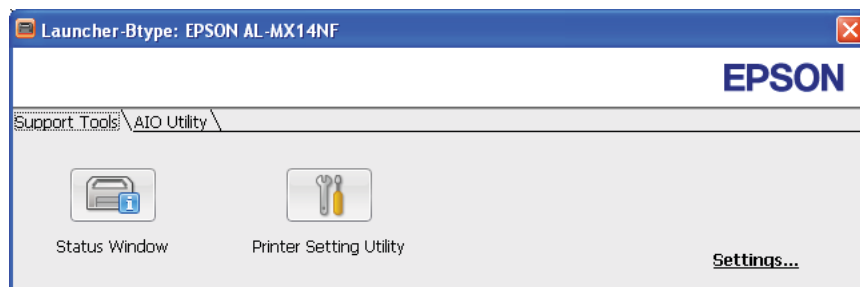 Launcher-Btype: EPSON AL-MX14NF
EPSON
Support Tools AIO Utility
Status Window Printer Setting Utility
Settings...